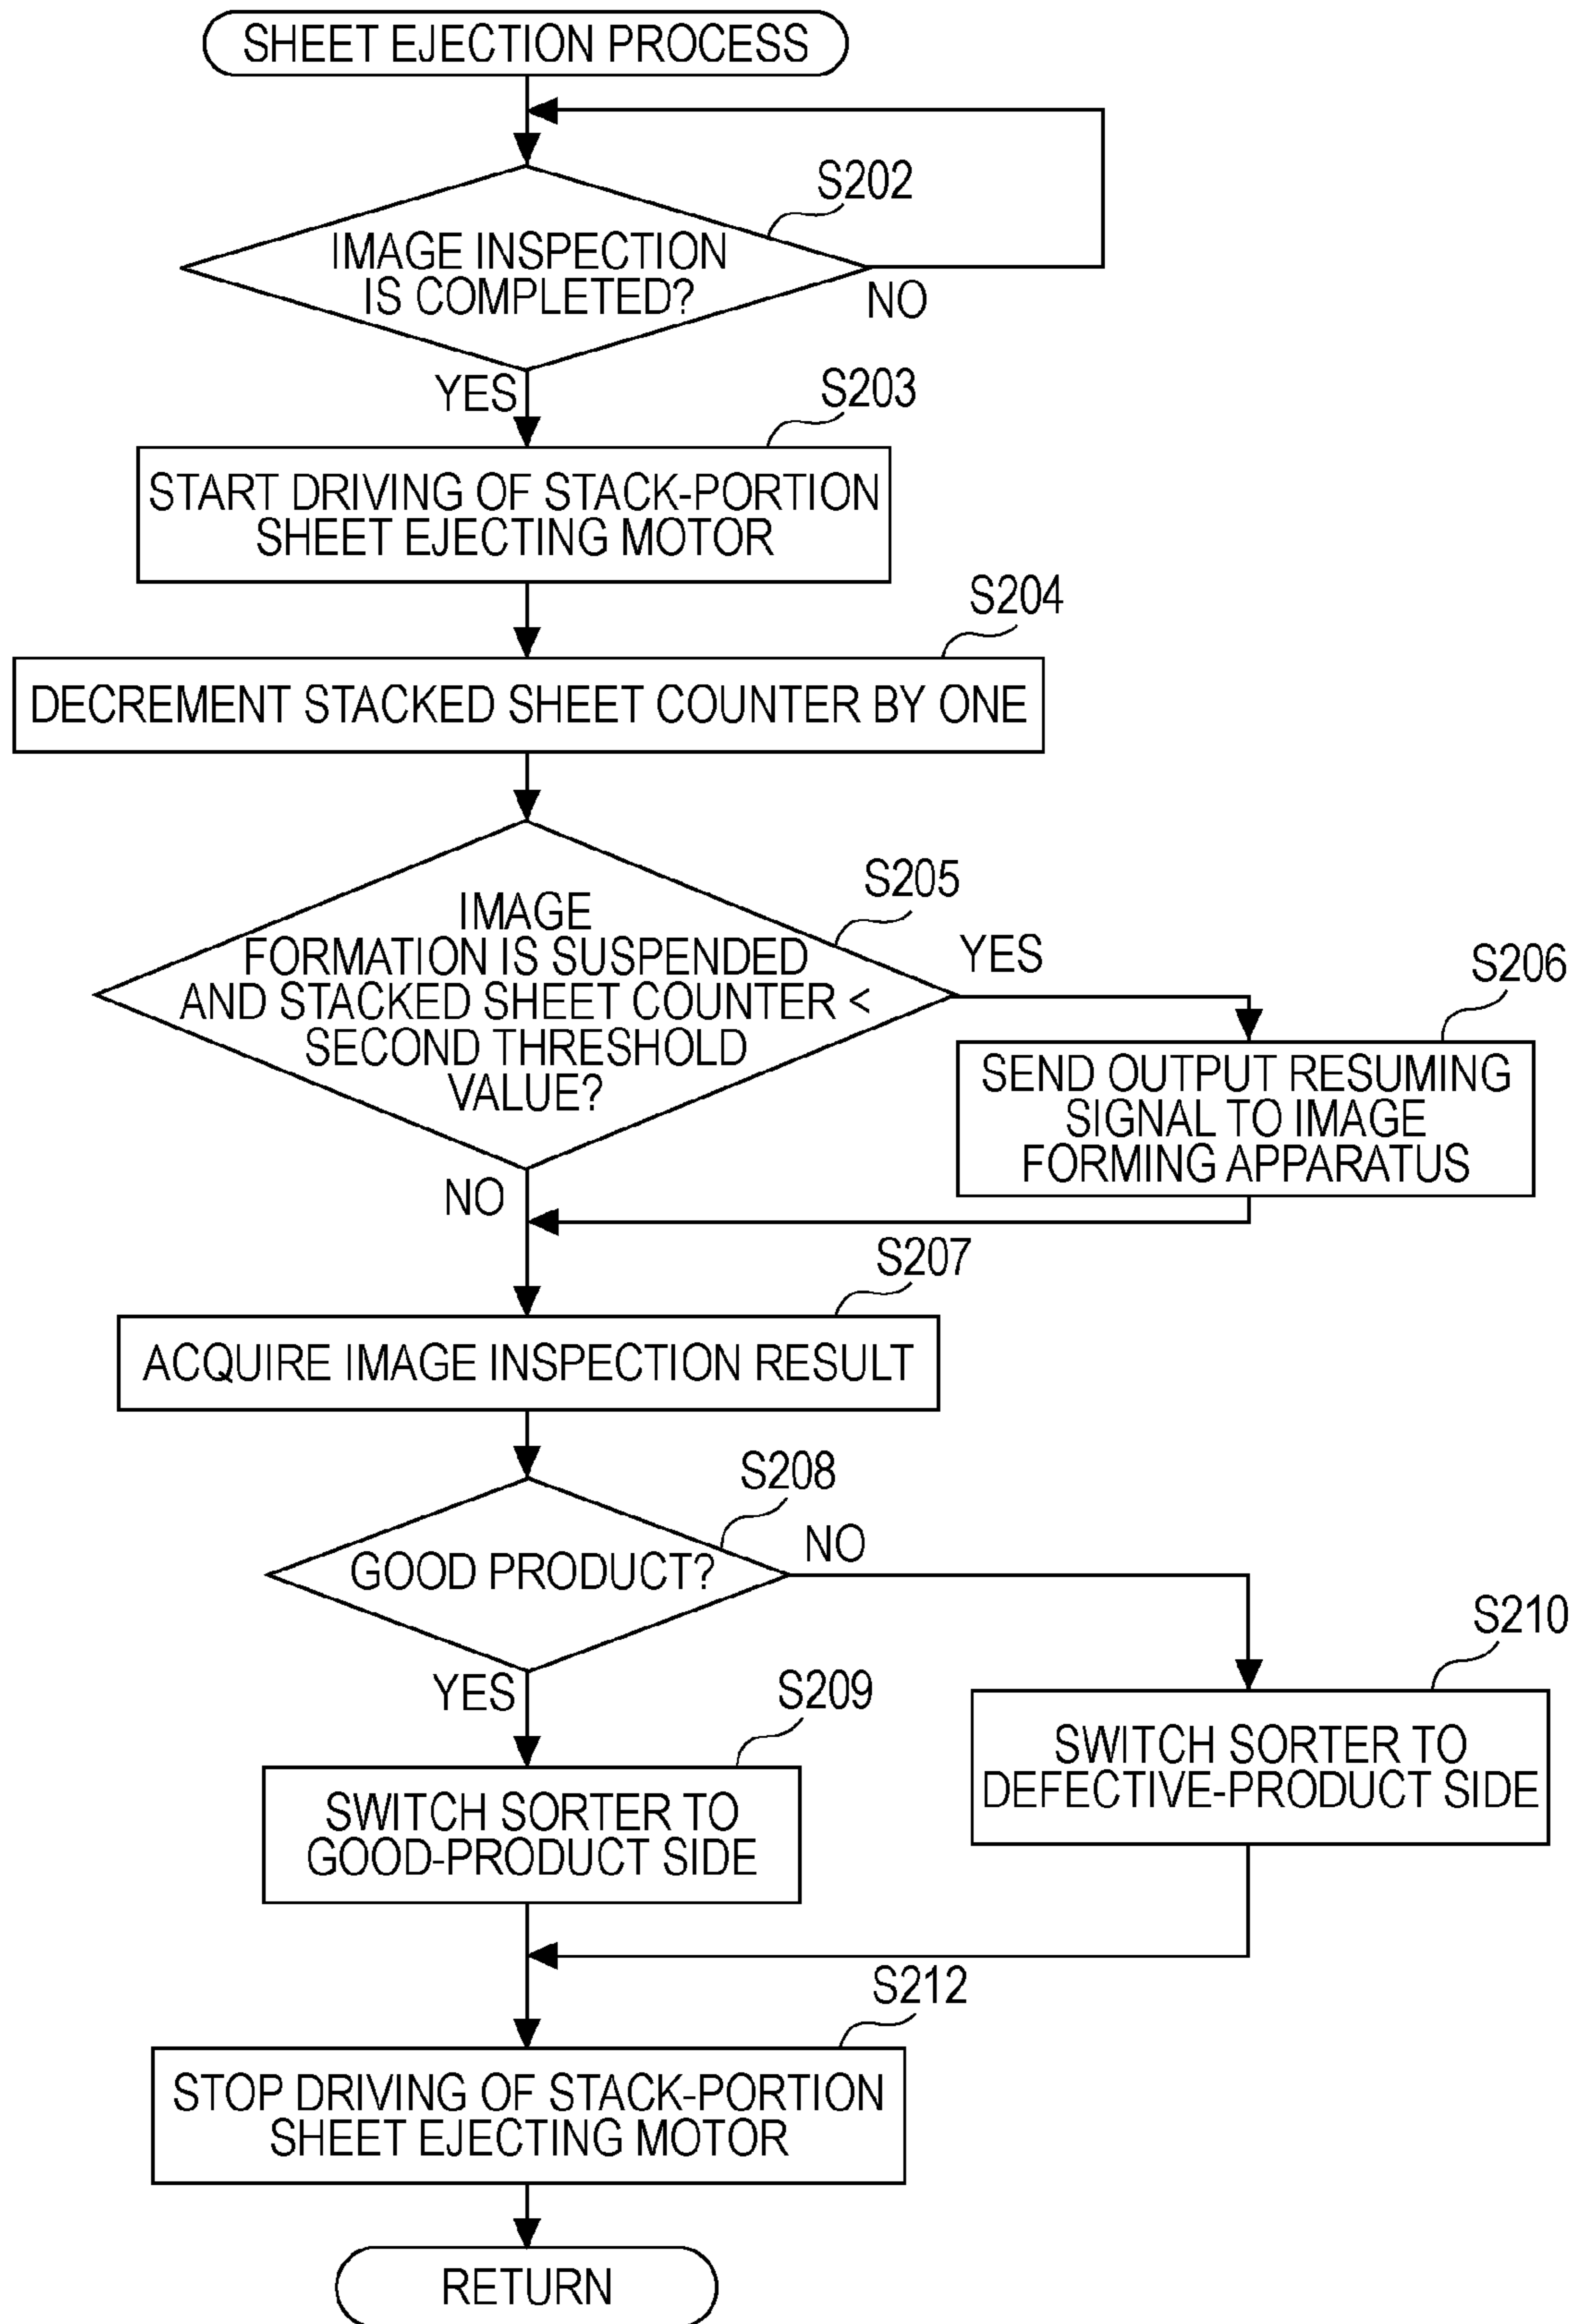 SHEET EJECTION PROCESS
S202
IMAGE INSPECTION
IS COMPLETED?
NO
YES
S203
START DRIVING OF STACK-PORTION
SHEET EJECTING MOTOR
S204
DECREMENT STACKED SHEET COUNTER BY ONE
S205
IMAGE
FORMATION IS SUSPENDED
AND STACKED SHEET COUNTER <
SECOND THRESHOLD
VALUE?
YES
S206
SEND OUTPUT RESUMING
SIGNAL TO IMAGE
FORMING APPARATUS
NO
S207
ACQUIRE IMAGE INSPECTION RESULT
S208
GOOD PRODUCT?
NO
YES
S209
SWITCH SORTER TO
GOOD-PRODUCT SIDE
S210
SWITCH SORTER TO
DEFECTIVE-PRODUCT SIDE
S212
STOP DRIVING OF STACK-PORTION
SHEET EJECTING MOTOR
RETURN